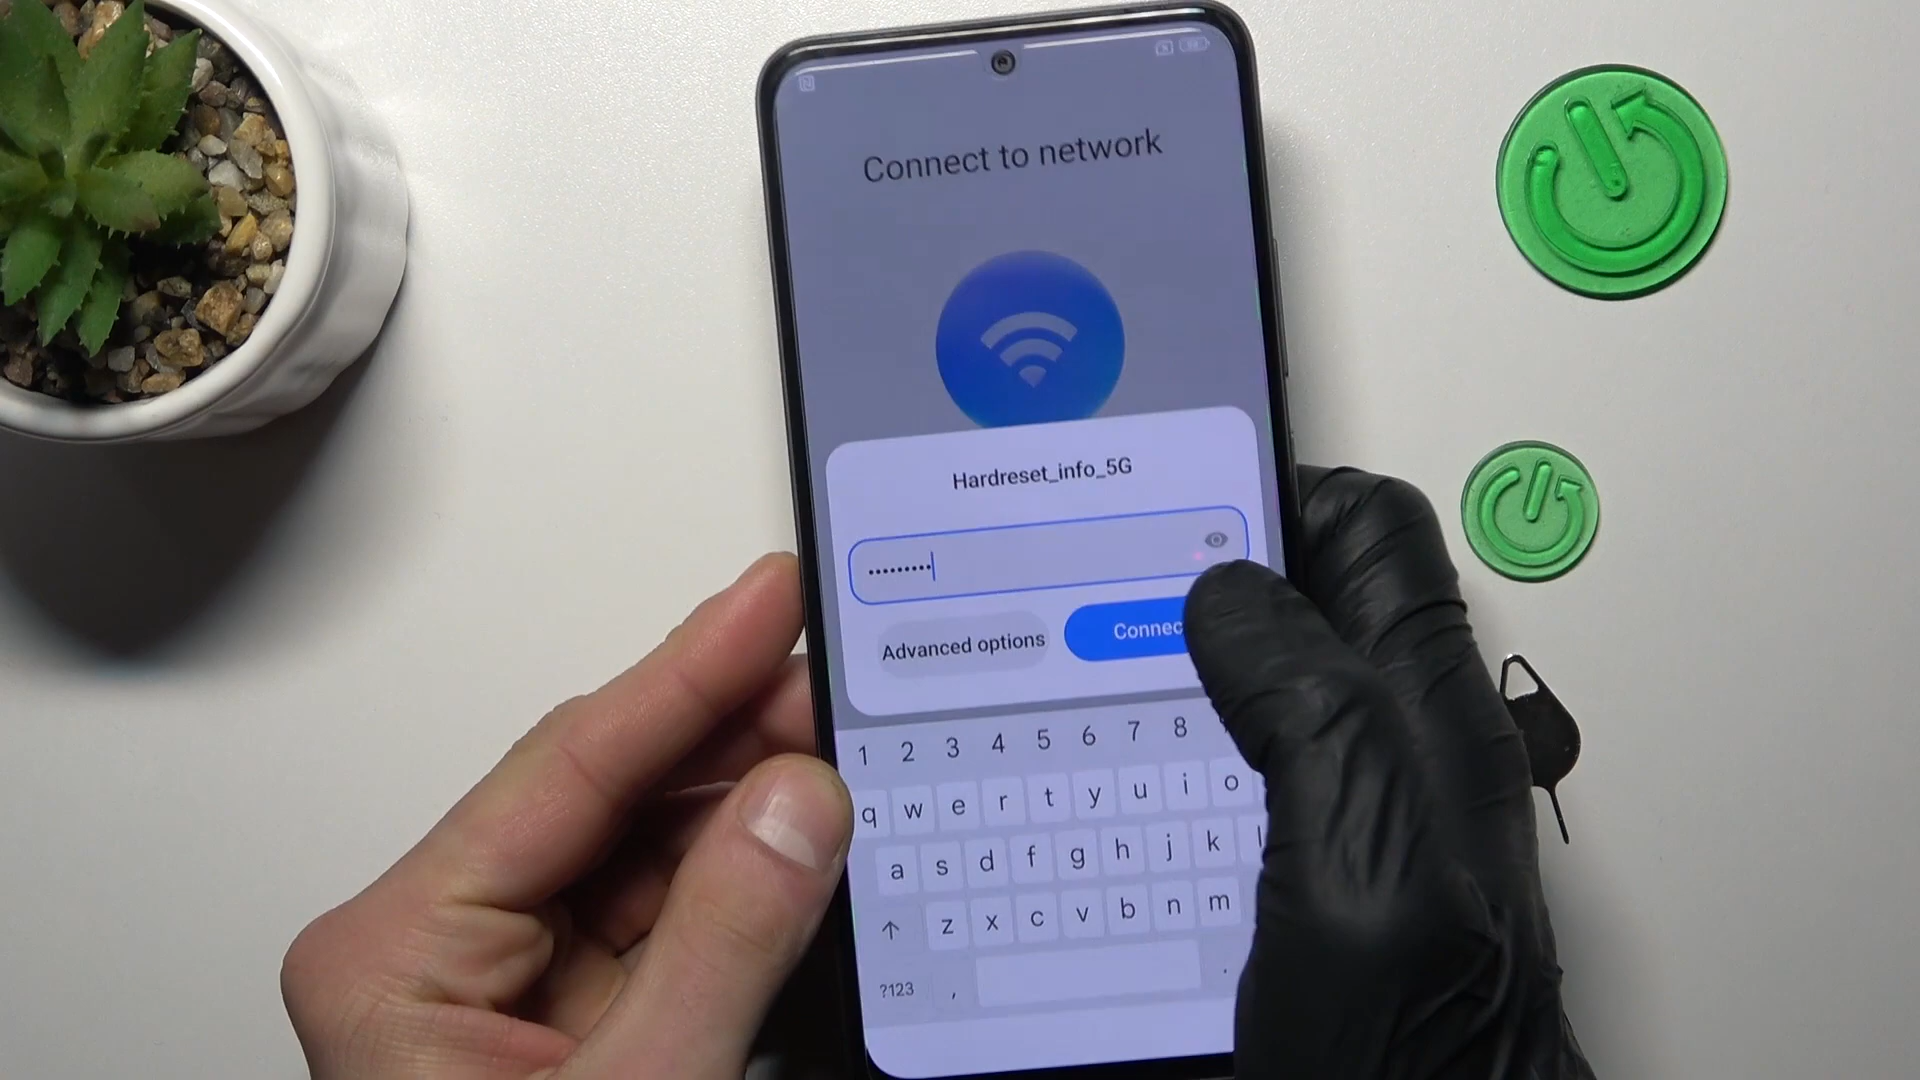 Connect to network
Hardreset_info_5G
•••••••••
Advanced options
Connec
1 2 3 4 5 6 7 8
q w e r t y u i o
a s d f g h j k l
z x c v b n m
?123 , .